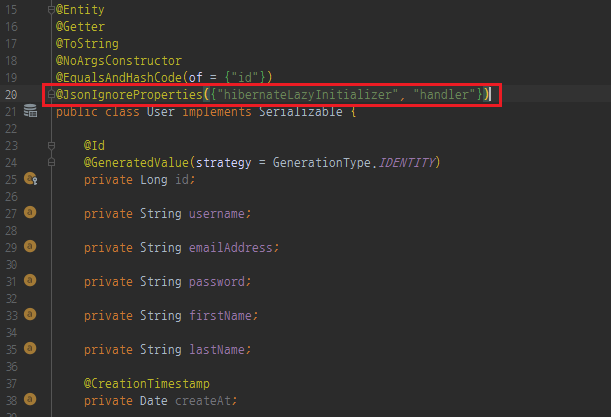 15 @Entity
16 @Getter
17 @ToString
18 @NoArgsConstructor
19 @EqualsAndHashCode(of = {"id"})
20 @JsonIgnoreProperties({"hibernateLazyInitializer", "handler"})
21 public class User implements Serializable {
22
23 @Id
24 @GeneratedValue(strategy = GenerationType.IDENTITY)
25 private Long id;
26
27 private String username;
28
29 private String emailAddress;
30
31 private String password;
32
33 private String firstName;
34
35 private String lastName;
36
37 @CreationTimestamp
38 private Date createAt;